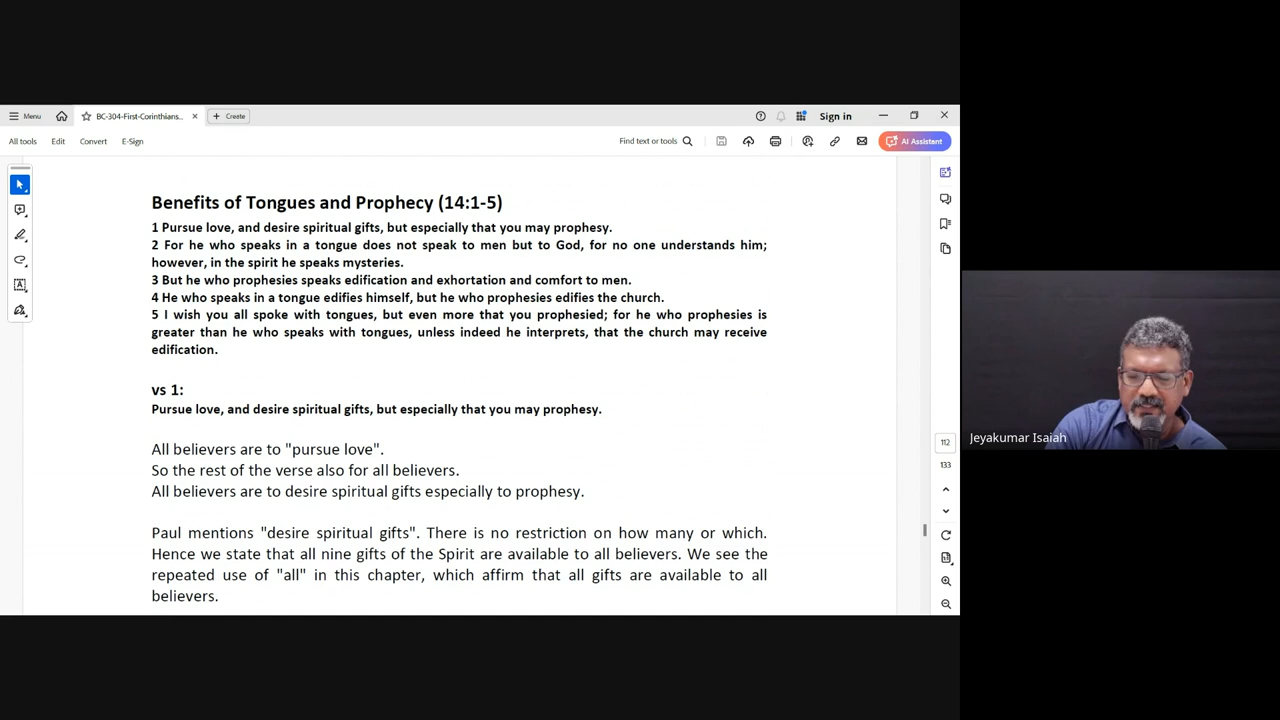 Menu
BC-304-First-Corinthians..
Create
Sign in
All tools
Edit
Convert
E-Sign
Find text or tools
AI Assistant
Benefits of Tongues and Prophecy (14:1-5)
1 Pursue love, and desire spiritual gifts, but especially that you may prophesy.
2 For he who speaks in a tongue does not speak to men but to God, for no one understands him;
however, in the spirit he speaks mysteries.
3 But he who prophesies speaks edification and exhortation and comfort to men.
4 He who speaks in a tongue edifies himself, but he who prophesies edifies the church.
5 I wish you all spoke with tongues, but even more that you prophesied; for he who prophesies is
greater than he who speaks with tongues, unless indeed he interprets, that the church may receive
edification.
vs 1:
Pursue love, and desire spiritual gifts, but especially that you may prophesy.
All believers are to "pursue love".
So the rest of the verse also for all believers.
All believers are to desire spiritual gifts especially to prophesy.
Paul mentions "desire spiritual gifts". There is no restriction on how many or which.
Hence we state that all nine gifts of the Spirit are available to all believers. We see the
repeated use of "all" in this chapter, which affirm that all gifts are available to all
believers.
112
133
Jeyakumar Isaiah